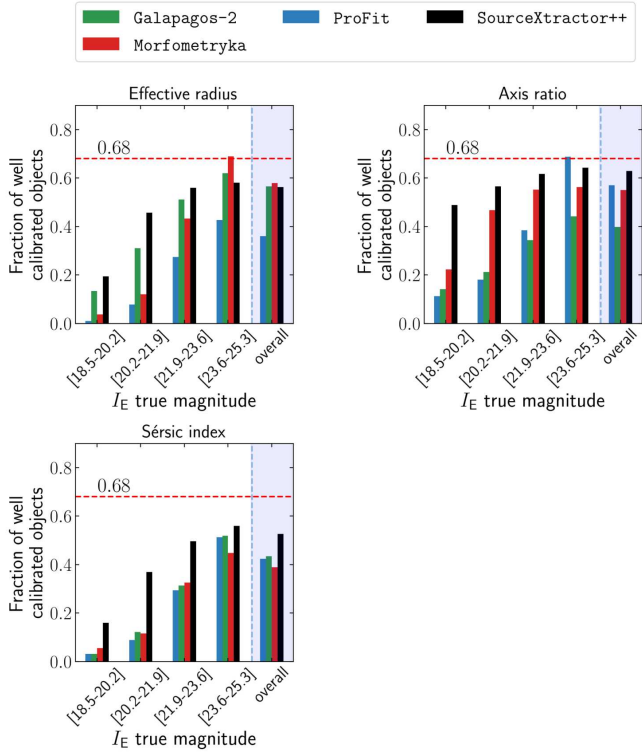 Galapagos-2
ProFit
SourceXtractor++
Morfometryka
Effective radius
0.68
0.8
0.6
0.4
0.2
0.0
Fraction of well
calibrated objects
[18.5-20.2]
[20.2-21.9]
[21.9-23.6]
[23.6-25.3]
overall
I_E true magnitude
Axis ratio
0.68
0.8
0.6
0.4
0.2
0.0
Fraction of well
calibrated objects
[18.5-20.2]
[20.2-21.9]
[21.9-23.6]
[23.6-25.3]
overall
I_E true magnitude
Sérsic index
0.68
0.8
0.6
0.4
0.2
0.0
Fraction of well
calibrated objects
[18.5-20.2]
[20.2-21.9]
[21.9-23.6]
[23.6-25.3]
overall
I_E true magnitude